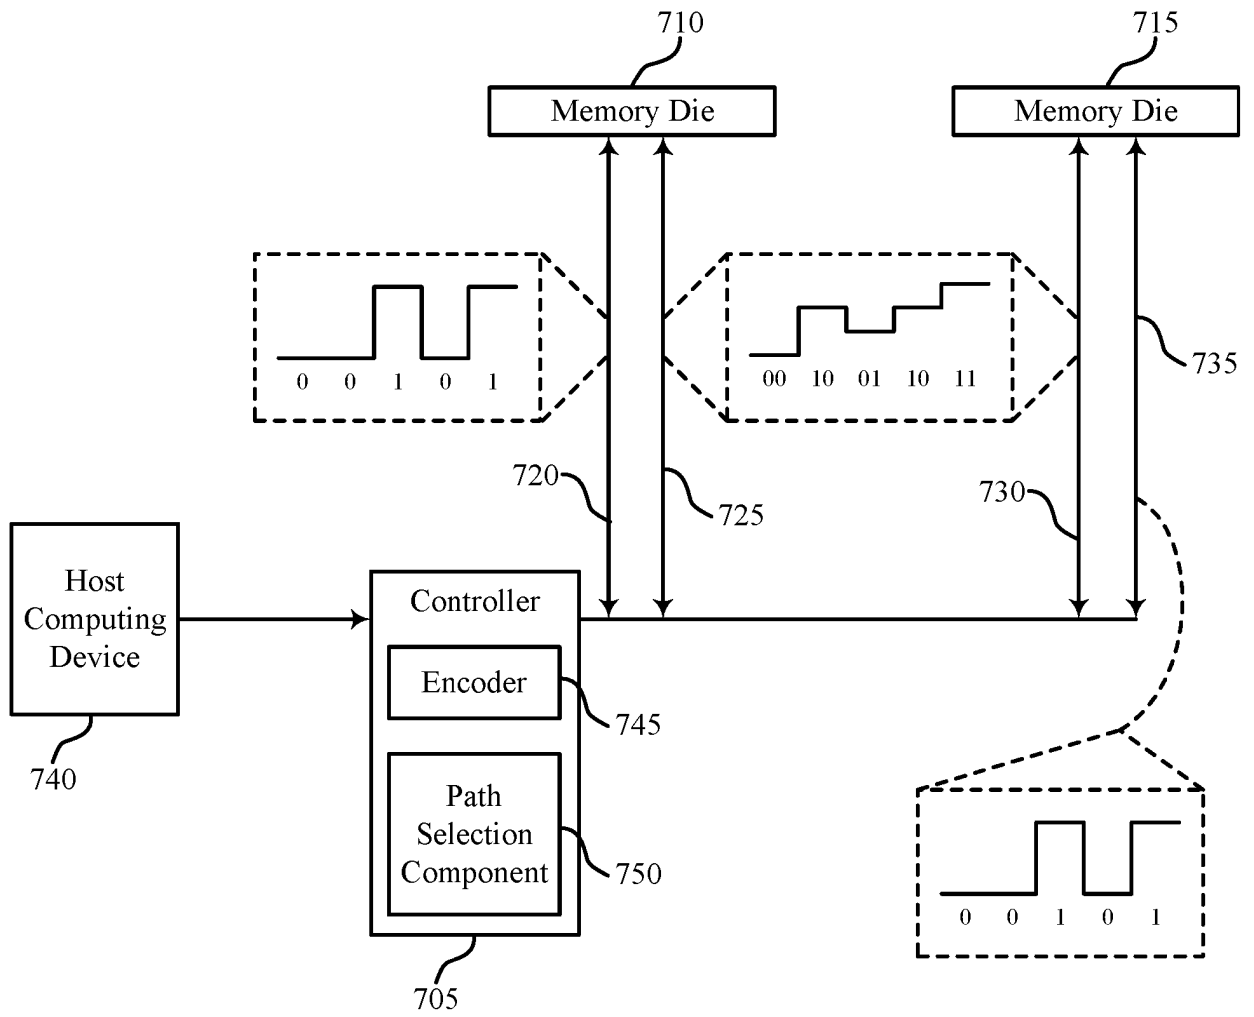 710
715
Memory Die
Memory Die
0 0 1 0 1
00 10 01 10 11
735
720
725
730
Host
Computing
Device
Controller
Encoder
745
740
Path
Selection
Component
750
0 0 1 0 1
705